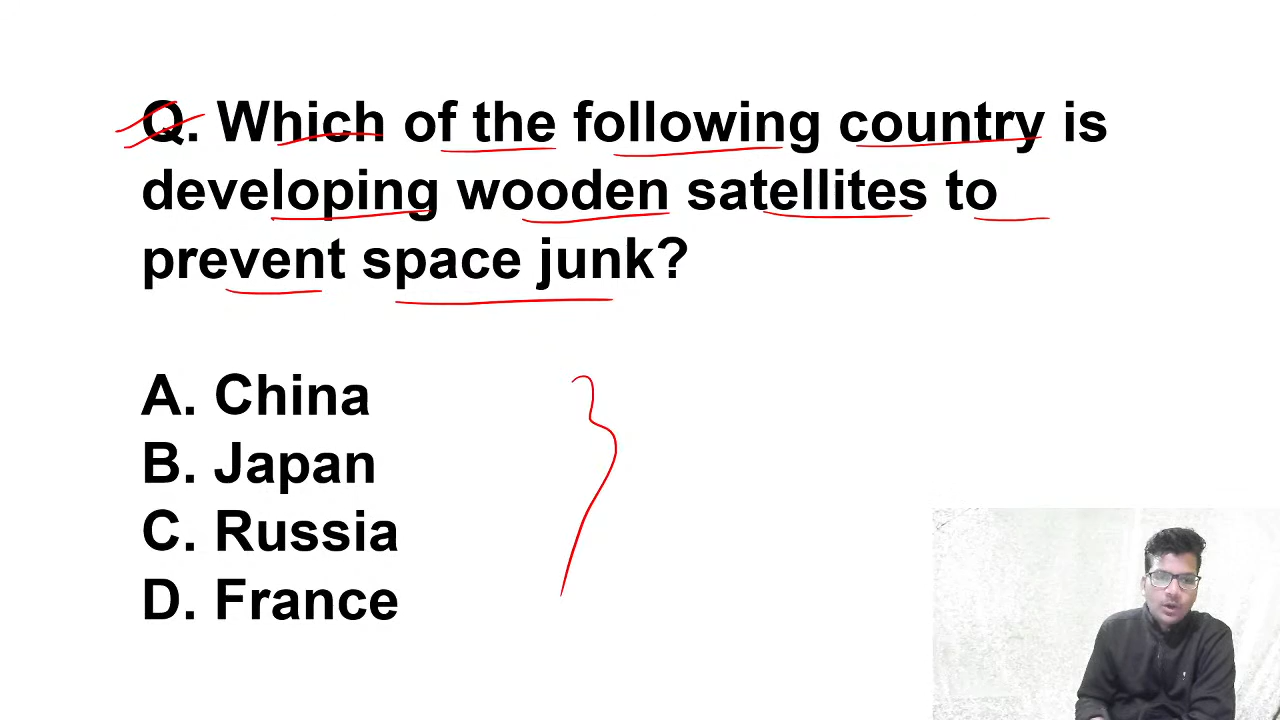 Q. Which of the following country is
developing wooden satellites to
prevent space junk?
A. China
B. Japan
C. Russia
D. France